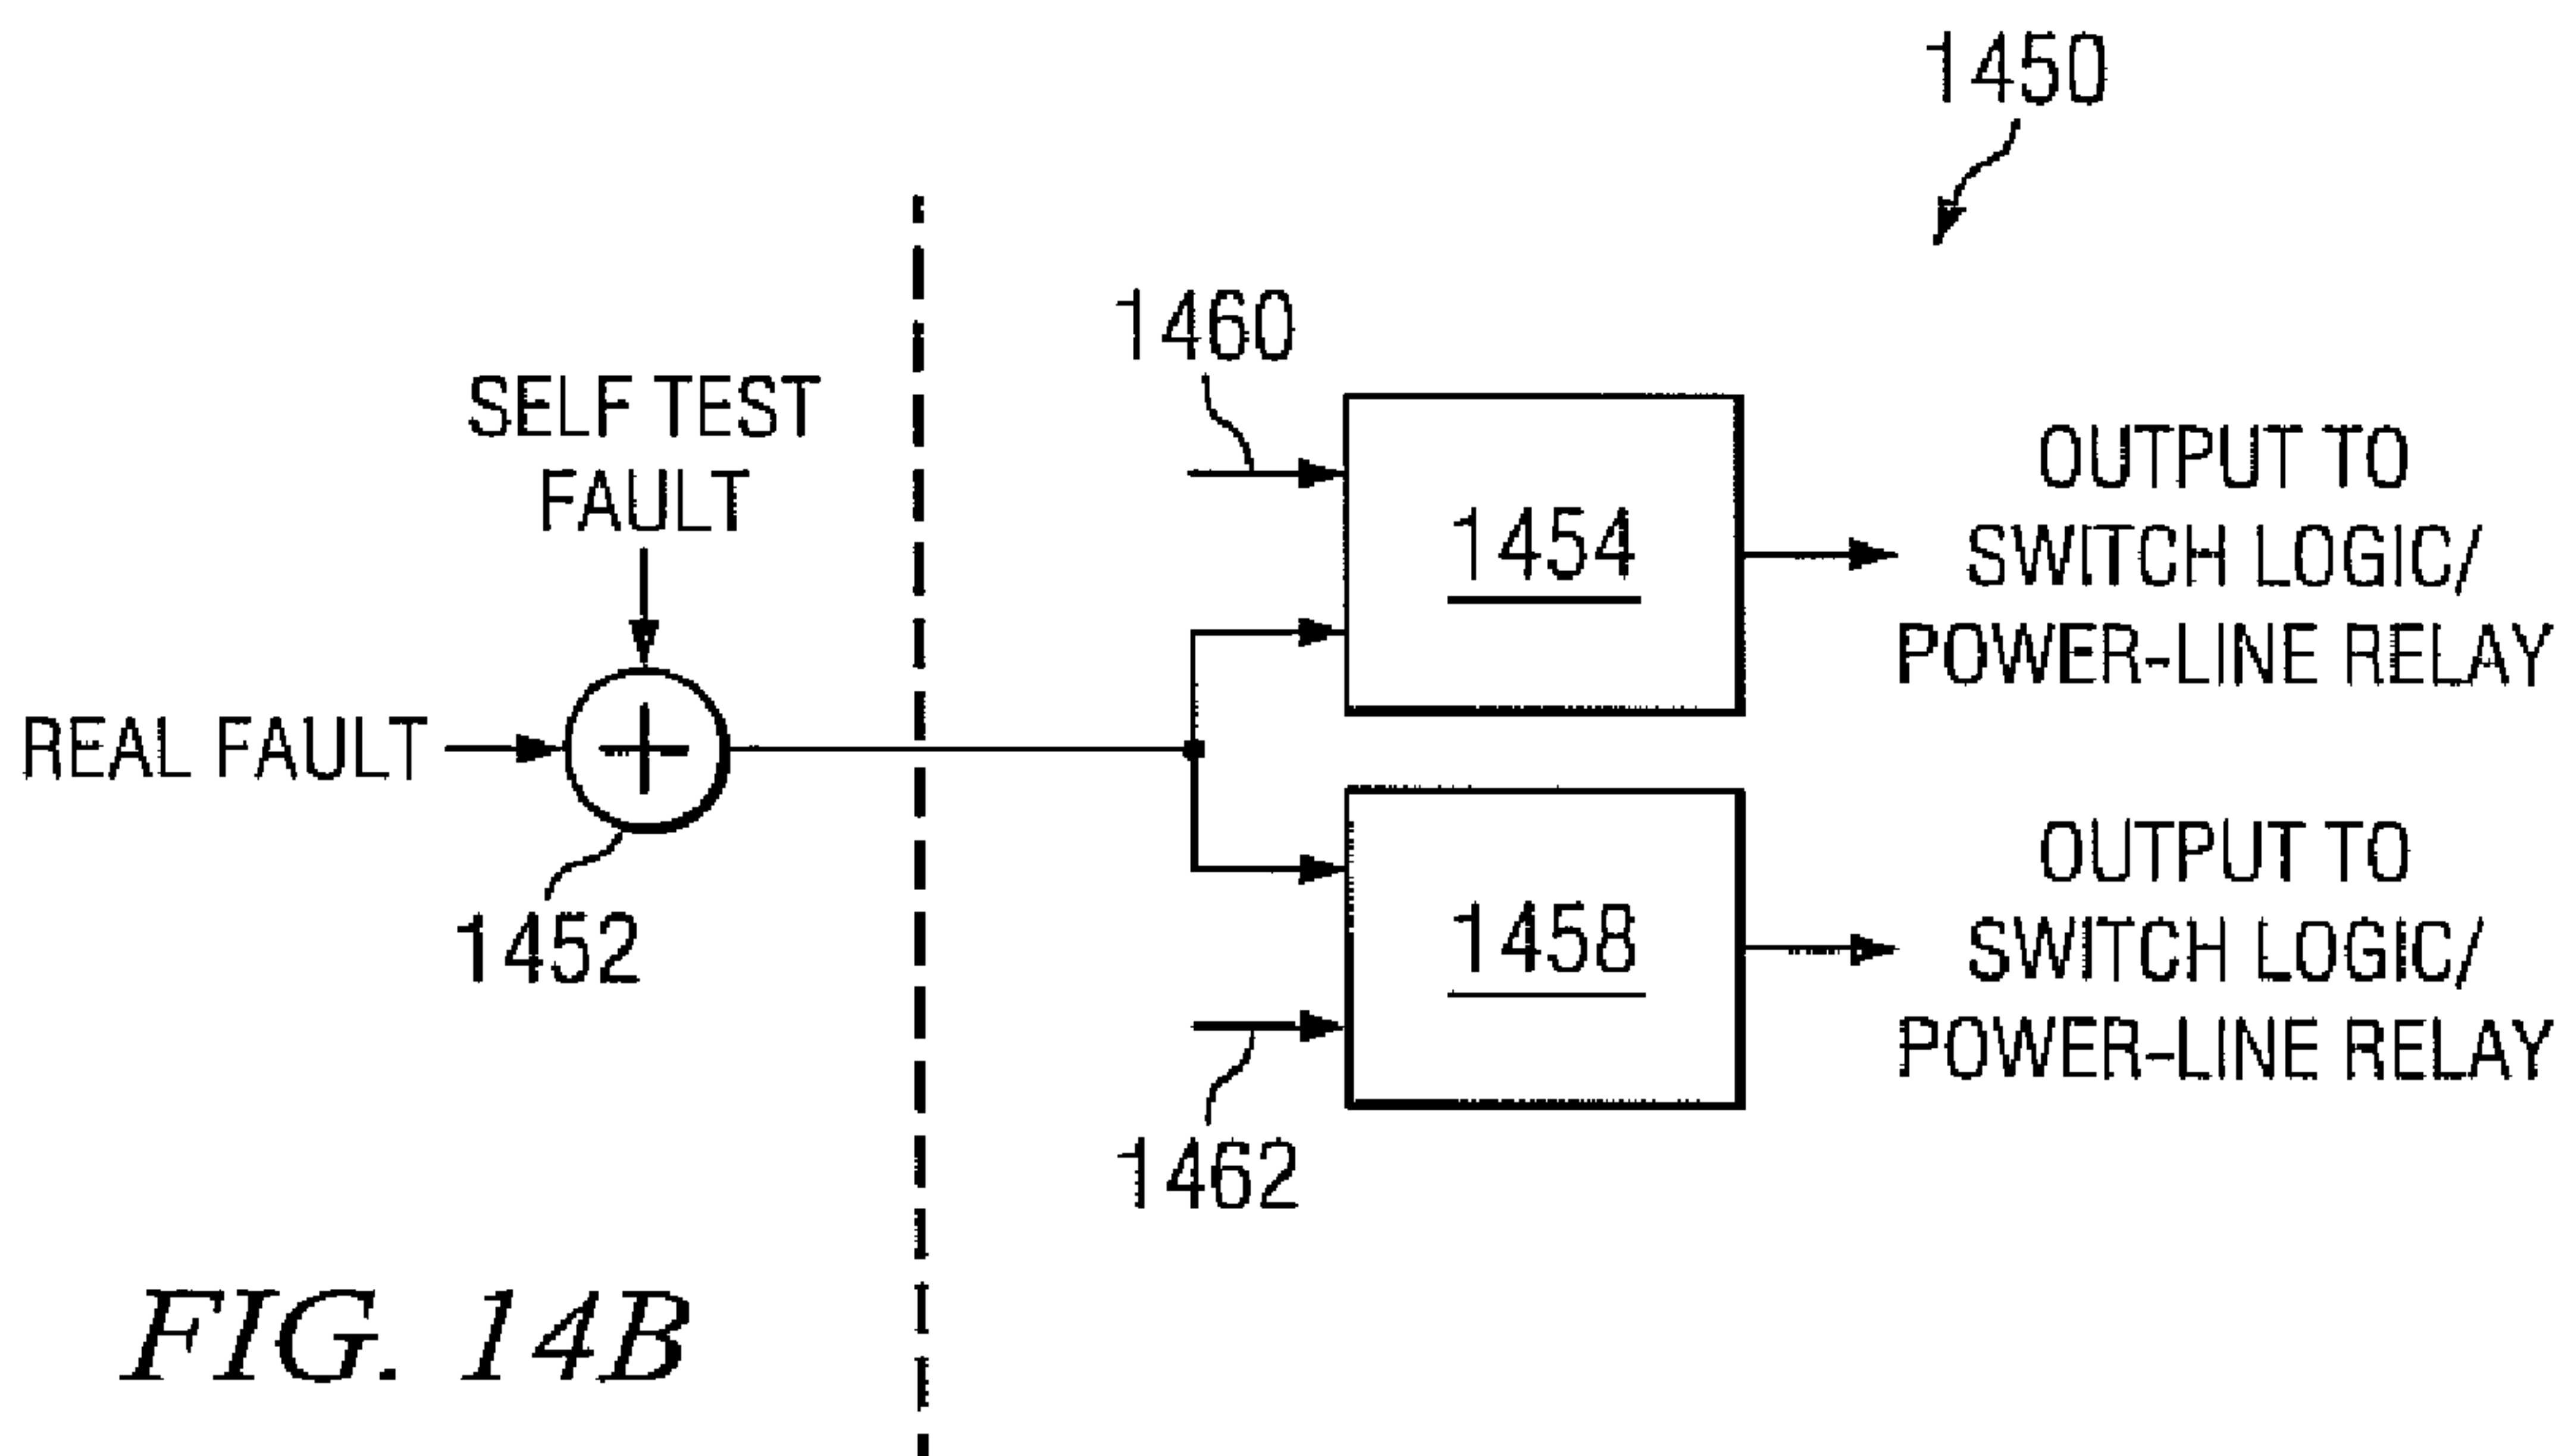 1450
1460
SELF TEST
FAULT
1454
OUTPUT TO
SWITCH LOGIC/
POWER-LINE RELAY
REAL FAULT
1452
1458
OUTPUT TO
SWITCH LOGIC/
POWER-LINE RELAY
1462
FIG. 14B